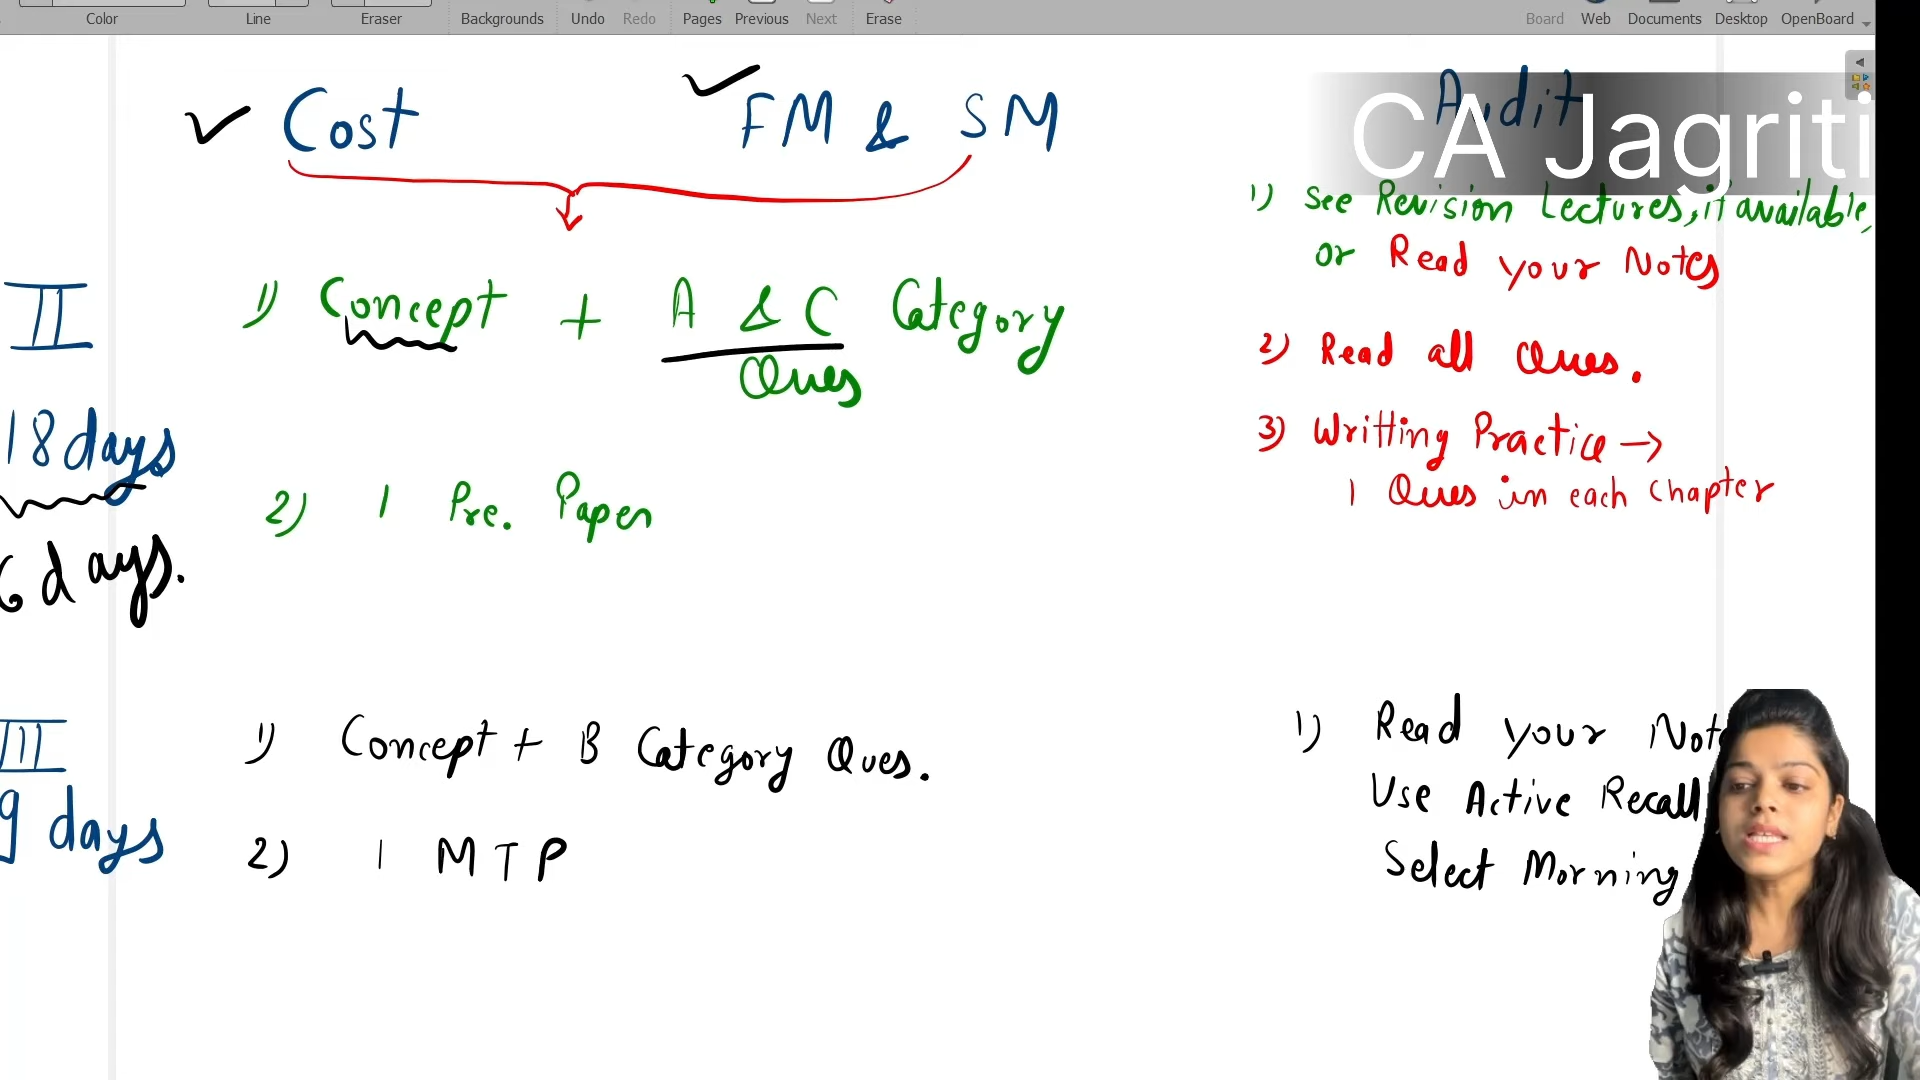 Color Line Eraser Backgrounds Undo Redo Pages Previous Next Erase Board Web Documents Desktop OpenBoard
Cost FM & SM Audit
CA Jagriti
1) See Revision Lectures, if available,
or Read your Notes
II
1) Concept + A & C Category
Ques
2) Read all Ques.
18 days
3) Writting Practice →
1 Ques in each Chapter
2) 1 Pre. Paper
6 days.
III
1) Concept + B Category Ques.
1) Read your
9 days
Use Active Recall
2) 1 MTP
Select Morning